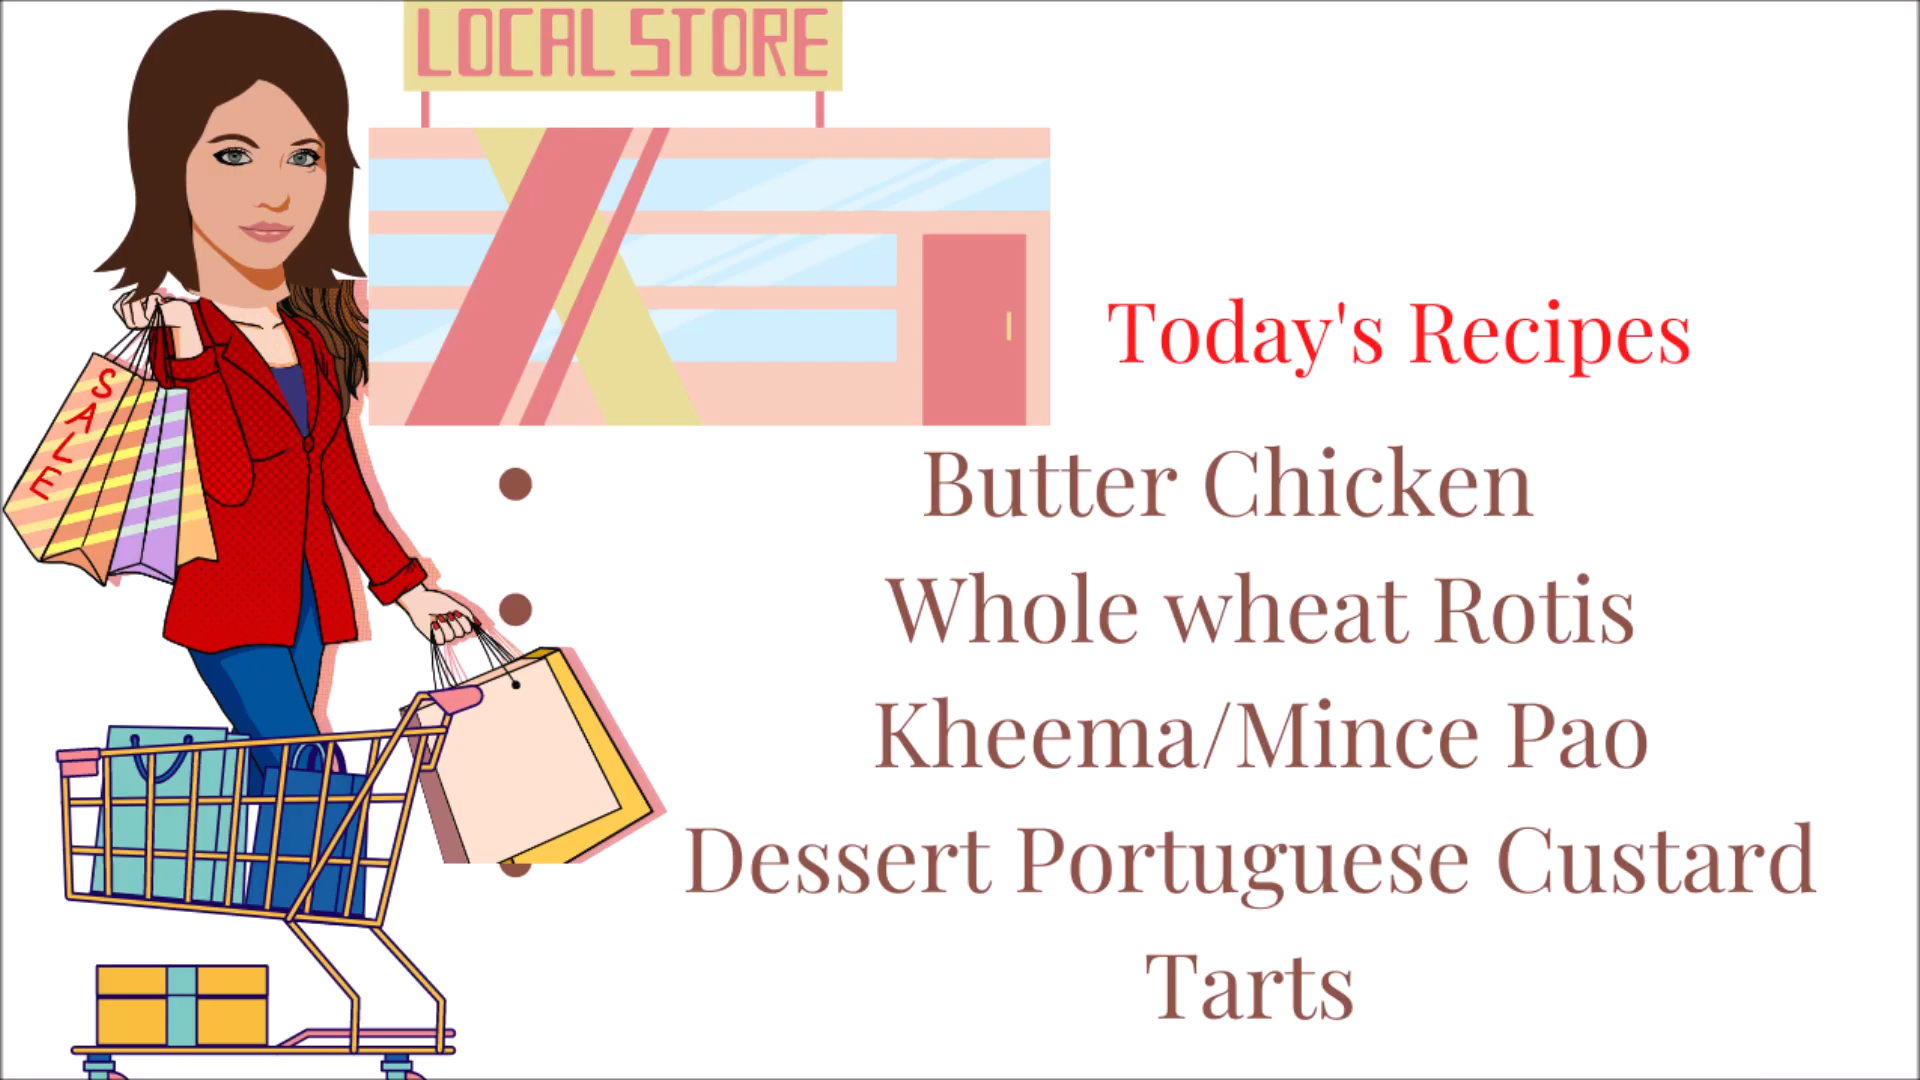 LOCAL STORE
SALE
Today's Recipes
Butter Chicken
Whole wheat Rotis
Kheema/Mince Pao
Dessert Portuguese Custard
Tarts